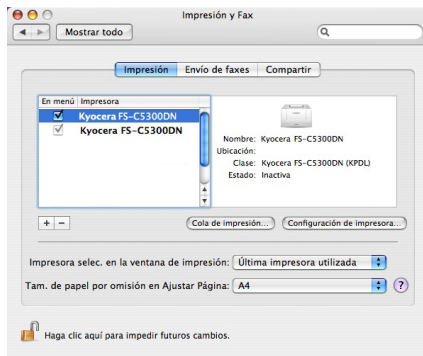 Impresión y Fax
Mostrar todo
Impresión Envío de faxes Compartir
En menú Impresora
Kyocera FS-C5300DN
Kyocera FS-C5300DN
Nombre: Kyocera FS-C5300DN
Ubicación:
Clase: Kyocera FS-C5300DN (KPDL)
Estado: Inactiva
+ −
Cola de impresión... Configuración de impresora...
Impresora selec. en la ventana de impresión: Última impresora utilizada
Tam. de papel por omisión en Ajustar Página: A4 ?
Haga clic aquí para impedir futuros cambios.